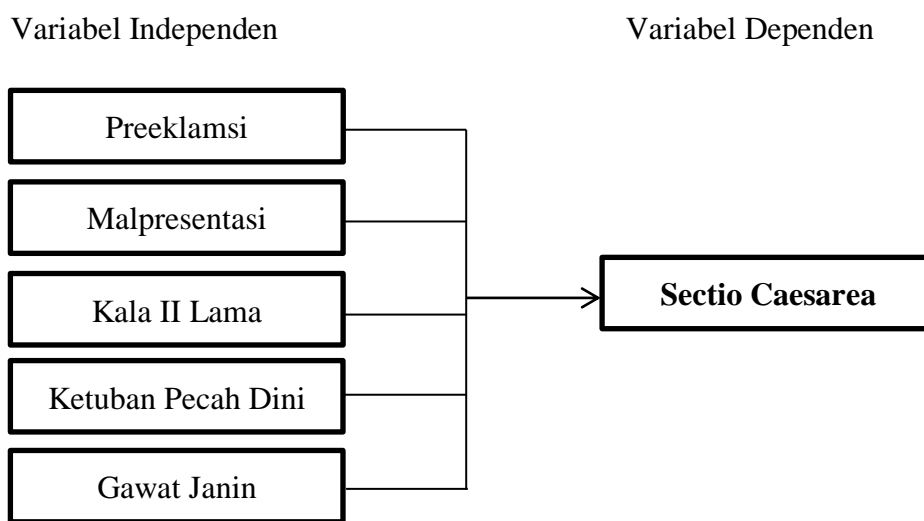 Variabel Independen
Variabel Dependen
Preeklamsi
Malpresentasi
Kala II Lama
Ketuban Pecah Dini
Gawat Janin
Sectio Caesarea